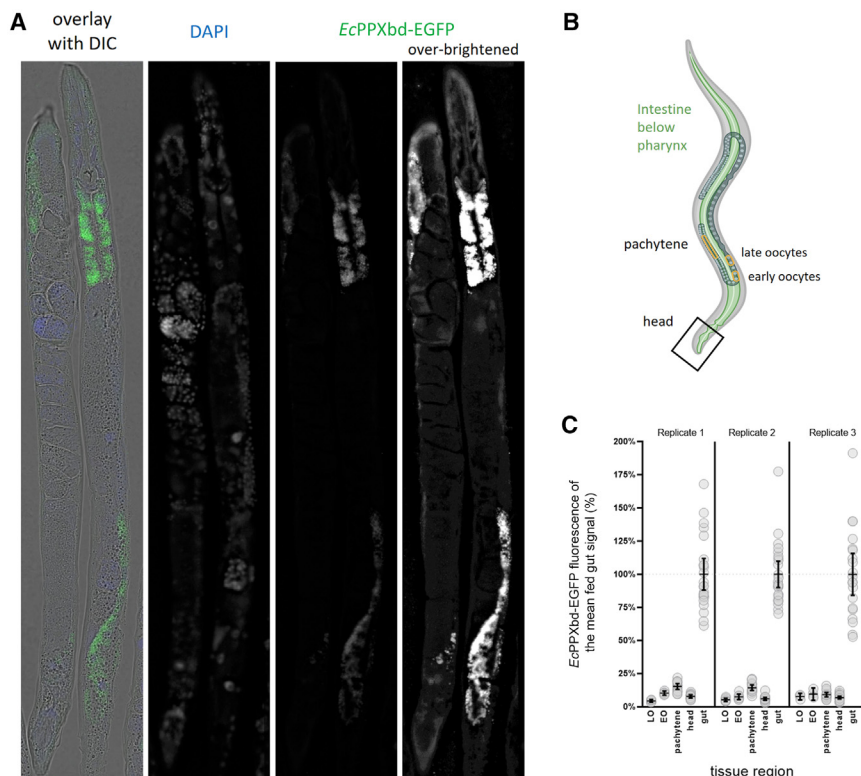 A
overlay
with DIC
DAPI
EcPPXbd-EGFP
over-brightened
B
Intestine
below
pharynx
pachytene
late oocytes
early oocytes
head
C
Replicate 1
Replicate 2
Replicate 3
EcPPXbd-EGFP fluorescence of
the mean fed gut signal (%)
200%
175%
150%
125%
100%
75%
50%
25%
0%
LO
EO
pachytene
head
gut
LO
EO
pachytene
head
gut
LO
EO
pachytene
head
gut
tissue region